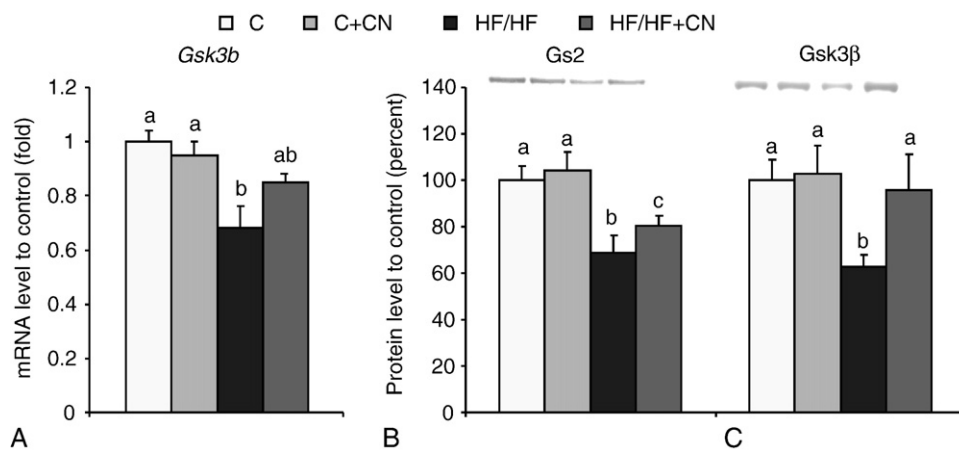 C C+CN HF/HF HF/HF+CN
Gsk3b Gs2 Gsk3β
mRNA level to control (fold)
1.2
1
0.8
0.6
0.4
0.2
0
a a b ab
A
Protein level to control (percent)
140
120
100
80
60
40
20
0
a a b c
B
a a b a
C